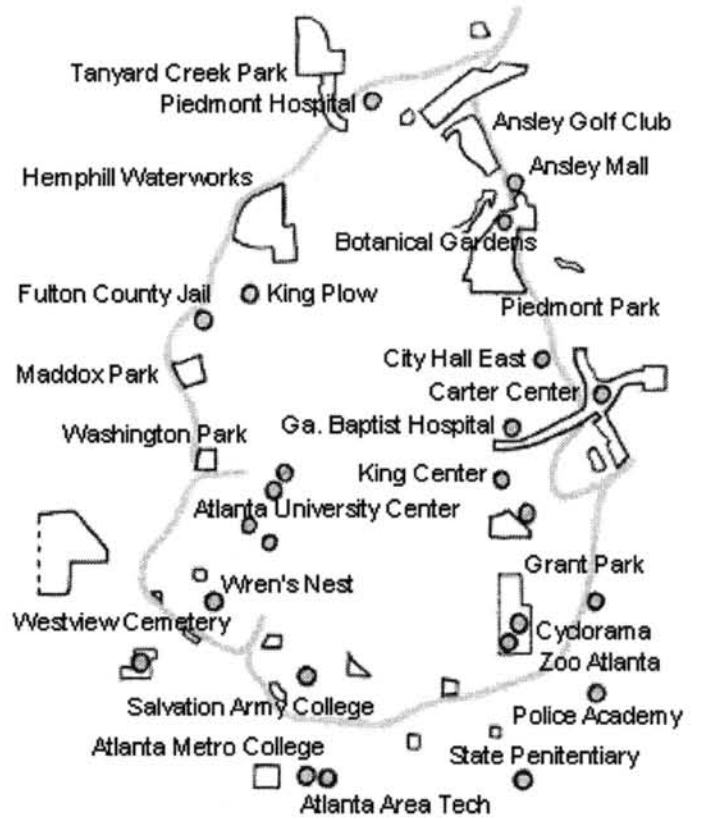 Tanyard Creek Park
Piedmont Hospital
Ansley Golf Club
Ansley Mall
Hemphill Waterworks
Botanical Gardens
Fulton County Jail
King Plow
Piedmont Park
City Hall East
Maddox Park
Carter Center
Washington Park
Ga. Baptist Hospital
King Center
Atlanta University Center
Grant Park
Wren's Nest
Westview Cemetery
Cyclorama
Zoo Atlanta
Salvation Army College
Police Academy
Atlanta Metro College
State Penitentiary
Atlanta Area Tech